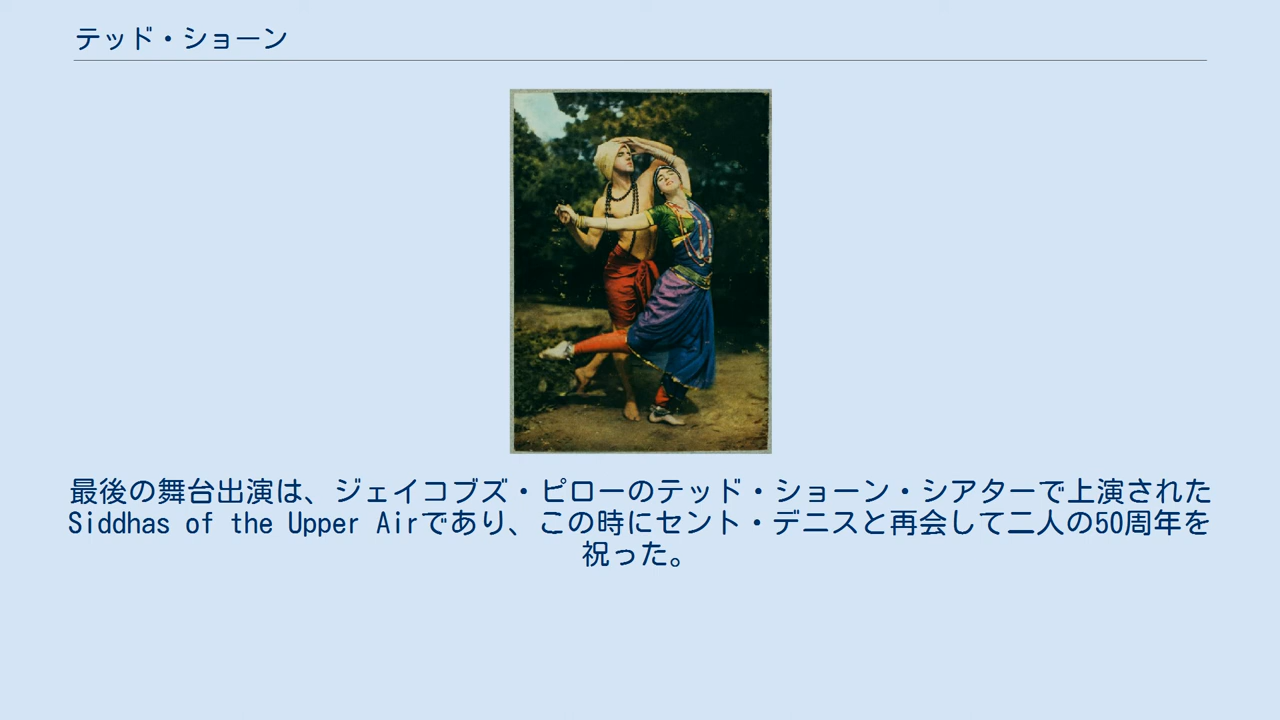 テッド・ショーン
最後の舞台出演は、ジェイコブズ・ピローのテッド・ショーン・シアターで上演された
Siddhas of the Upper Airであり、この時にセント・デニスと再会して二人の50周年を
祝った。